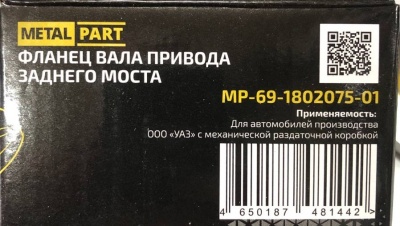 METAL PART
ФЛАНЕЦ ВАЛА ПРИВОДА
ЗАДНЕГО МОСТА
MP-69-1802075-01
Применяемость:
Для автомобилей производства
ООО «УАЗ» с механической раздаточной коробкой
4 650187 481442 >